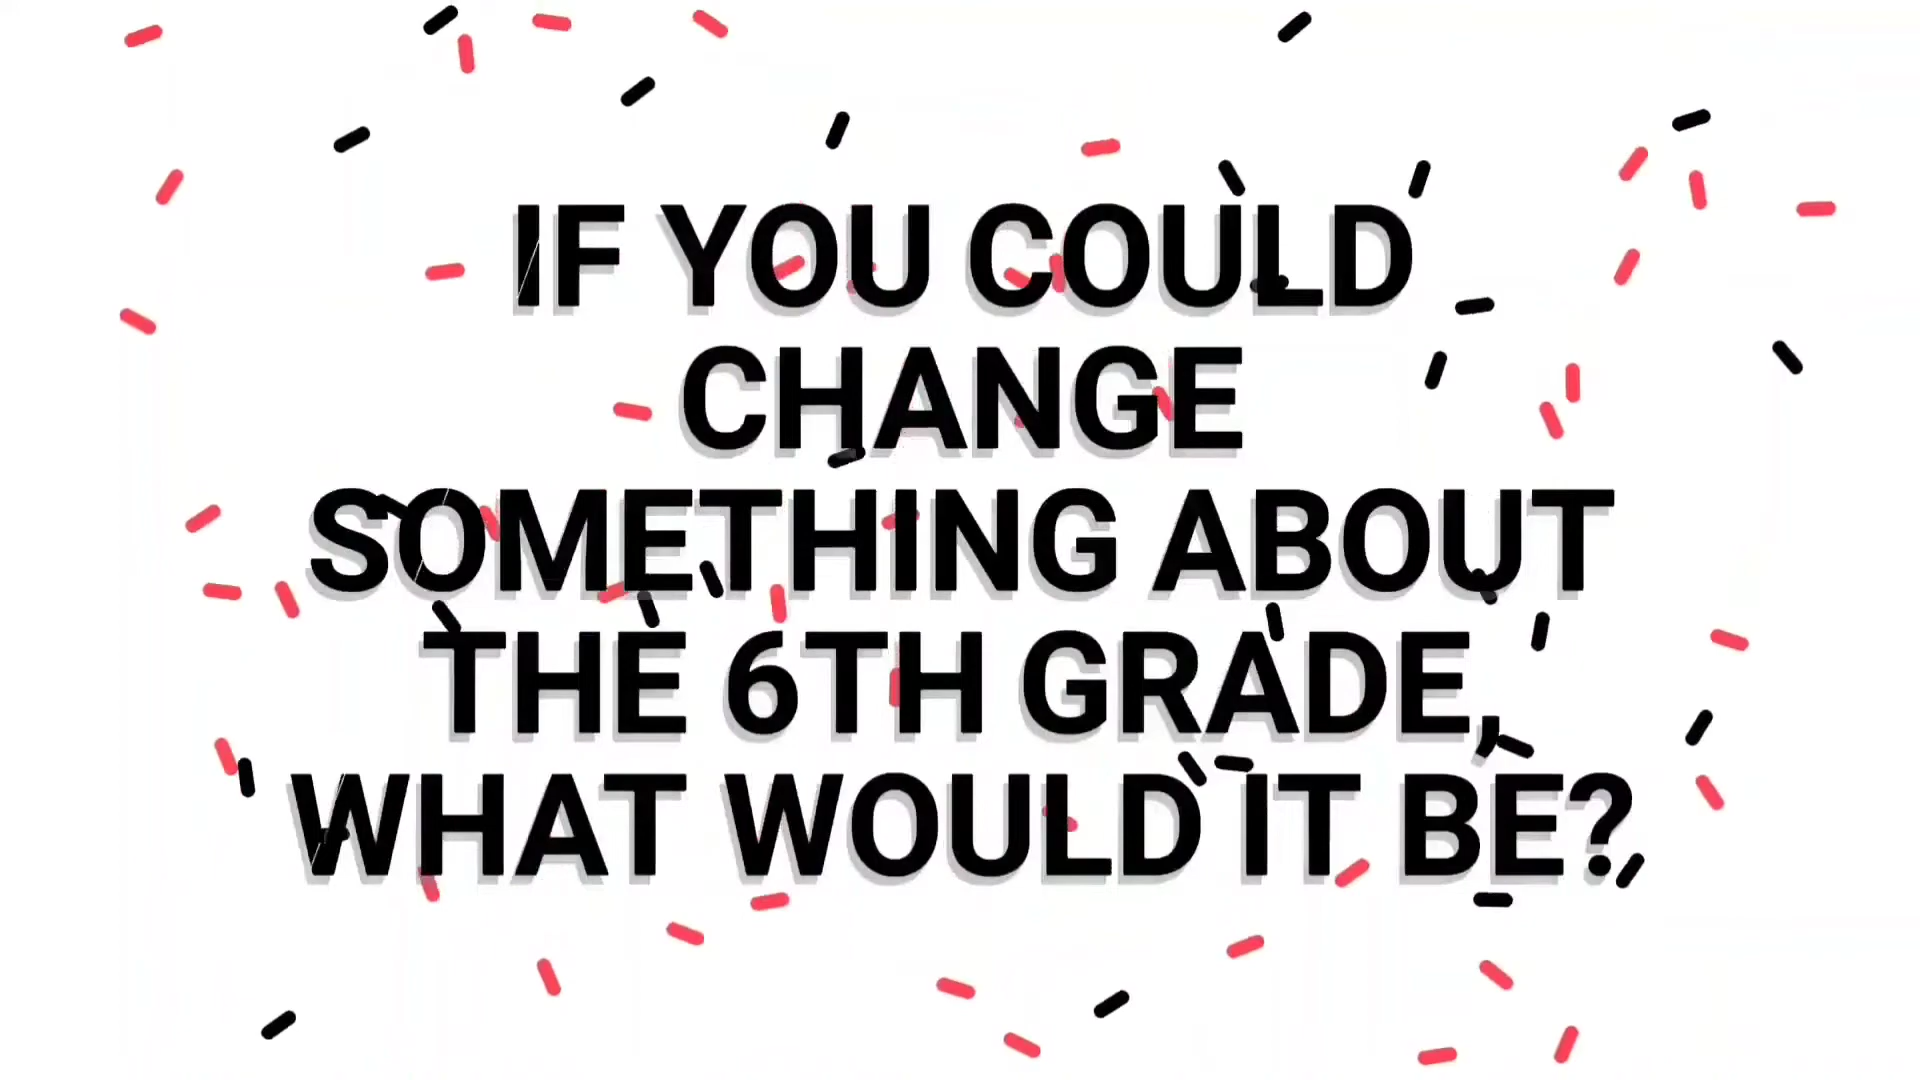 IF YOU COULD
CHANGE
SOMETHING ABOUT
THE 6TH GRADE,
WHAT WOULD IT BE?